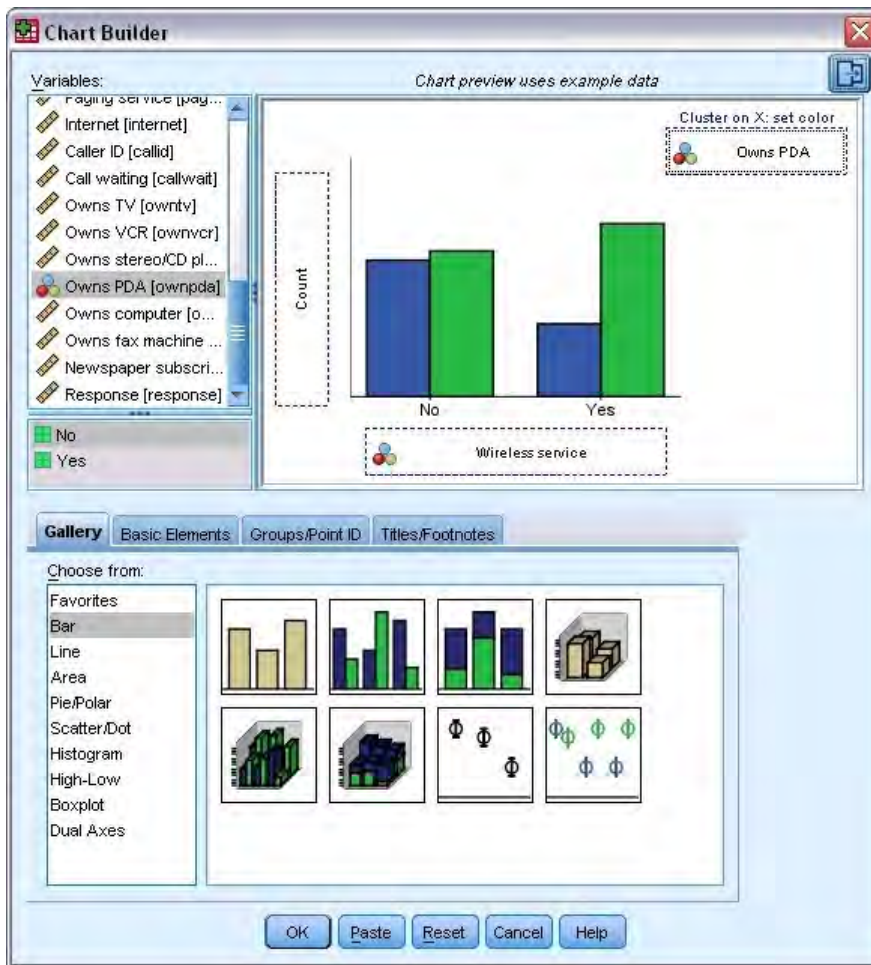 Chart Builder
Variables:
Chart preview uses example data
Paging service [pag...
Internet [internet]
Caller ID [callid]
Call waiting [callwait]
Owns TV [owntv]
Owns VCR [ownvcr]
Owns stereo/CD pl...
Owns PDA [ownpda]
Owns computer [o...
Owns fax machine ...
Newspaper subscri...
Response [response]
No
Yes
Cluster on X: set color
Owns PDA
Count
No
Yes
Wireless service
Gallery
Basic Elements
Groups/Point ID
Titles/Footnotes
Choose from:
Favorites
Bar
Line
Area
Pie/Polar
Scatter/Dot
Histogram
High-Low
Boxplot
Dual Axes
OK
Paste
Reset
Cancel
Help